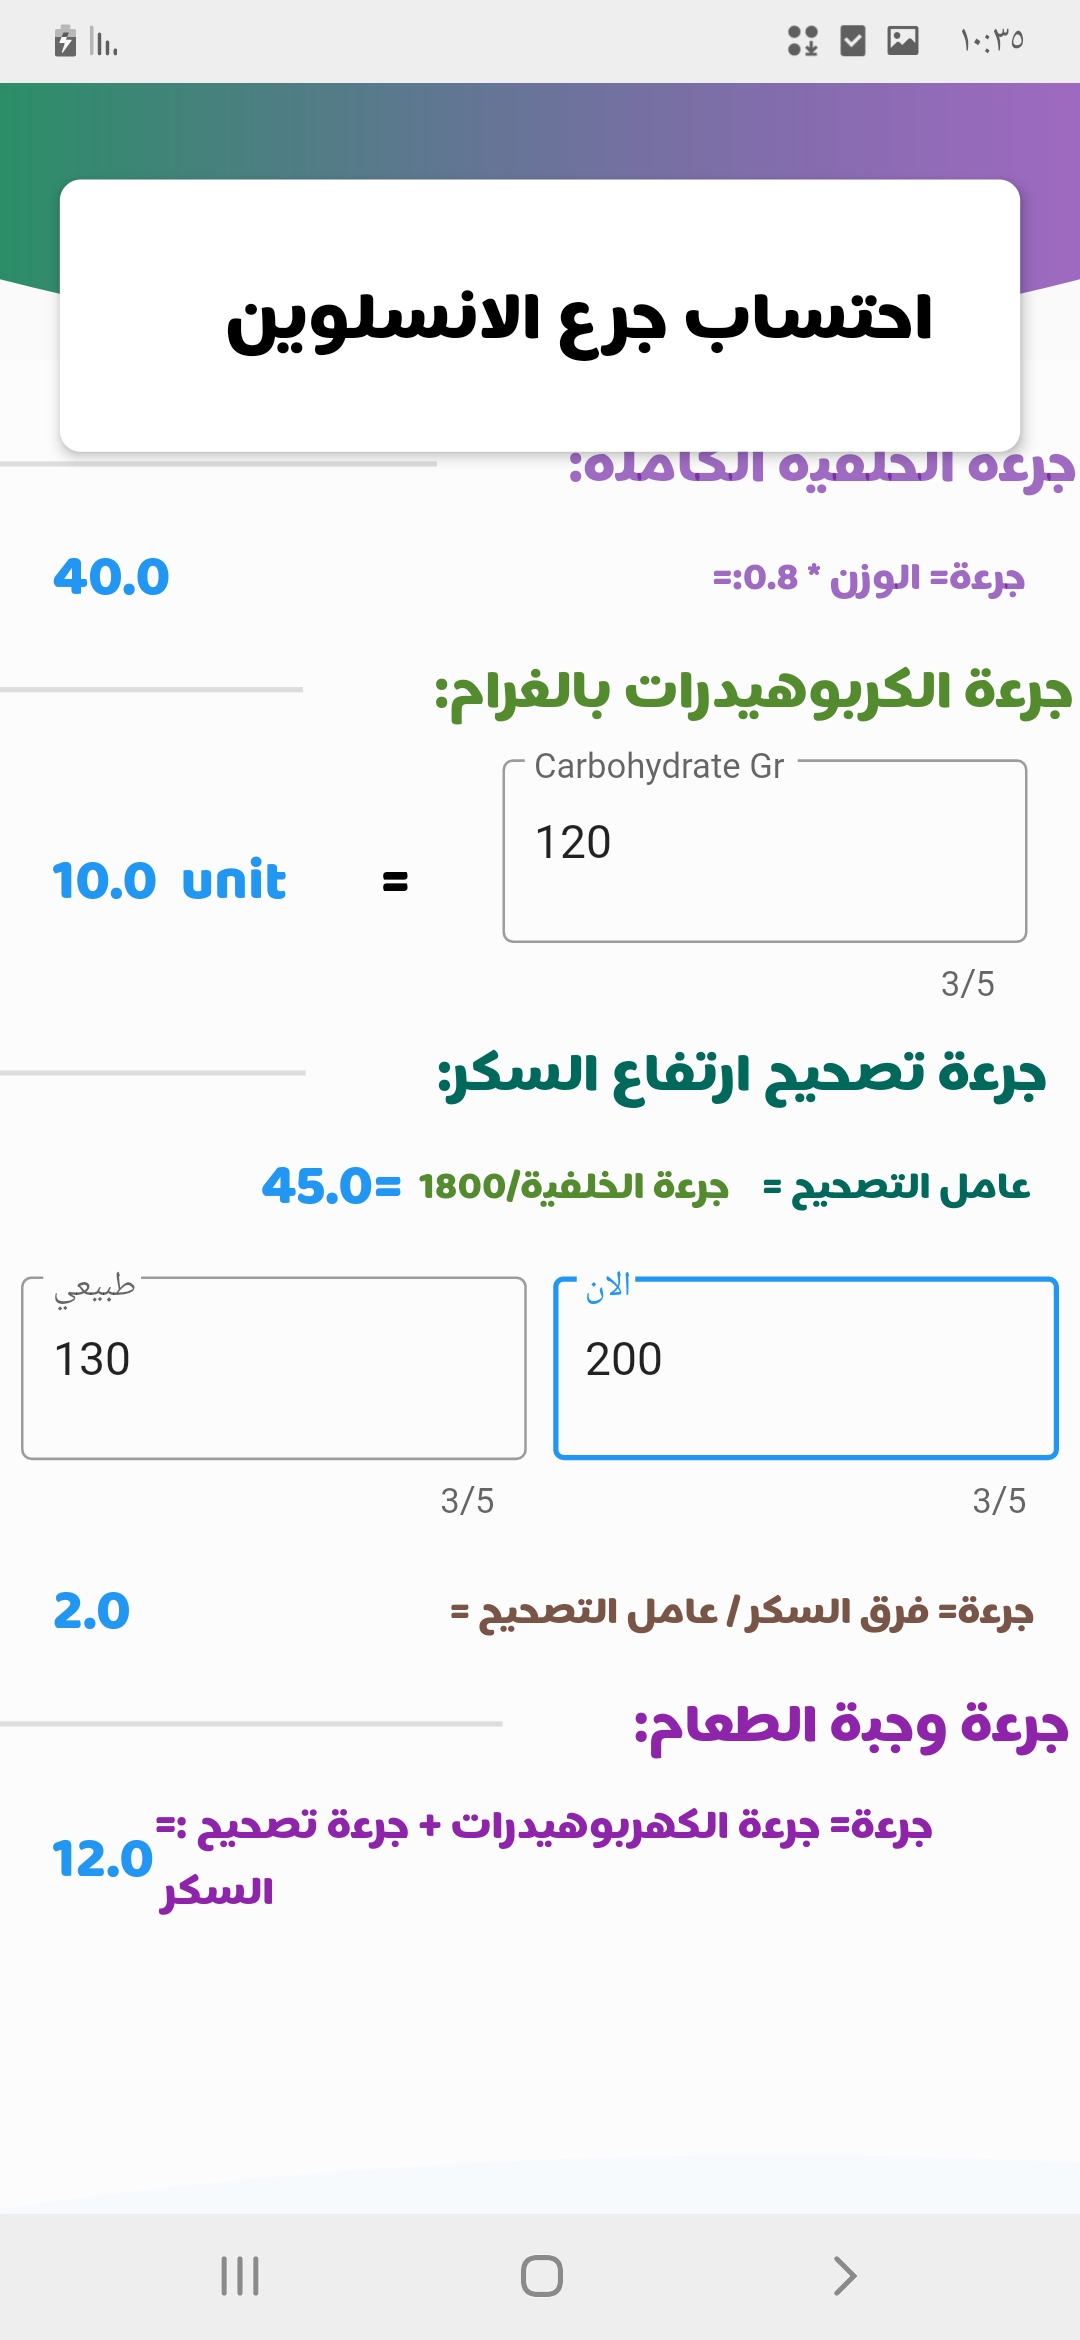 ١٠:٣٥
احتساب جرع الانسلوين
جرعة الخلفية الكاملة:
جرعة= الوزن * 0.8:= 40.0
جرعة الكربوهيدرات بالغرام:
Carbohydrate Gr
120
= 10.0 unit
3/5
جرعة تصحيح ارتفاع السكر:
عامل التصحيح = جرعة الخلفية/1800 =45.0
الان طبيعي
200 130
3/5 3/5
جرعة= فرق السكر / عامل التصحيح = 2.0
جرعة وجبة الطعام:
جرعة= جرعة الكهربوهيدرات + جرعة تصحيح :=
السكر 12.0